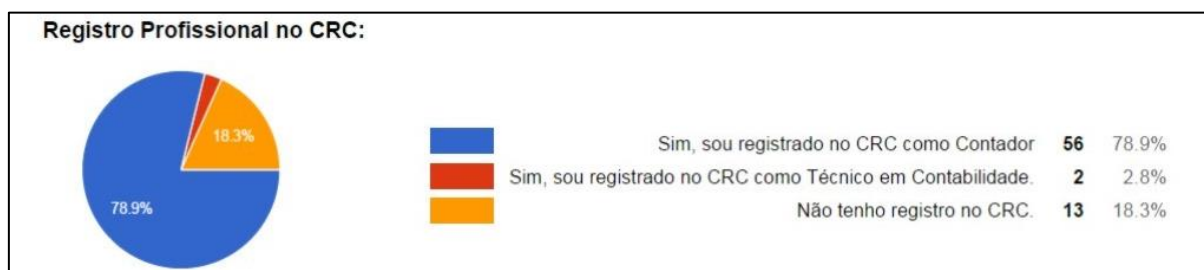 Registro Profissional no CRC:
18.3%
78.9%
Sim, sou registrado no CRC como Contador 56 78.9%
Sim, sou registrado no CRC como Técnico em Contabilidade. 2 2.8%
Não tenho registro no CRC. 13 18.3%